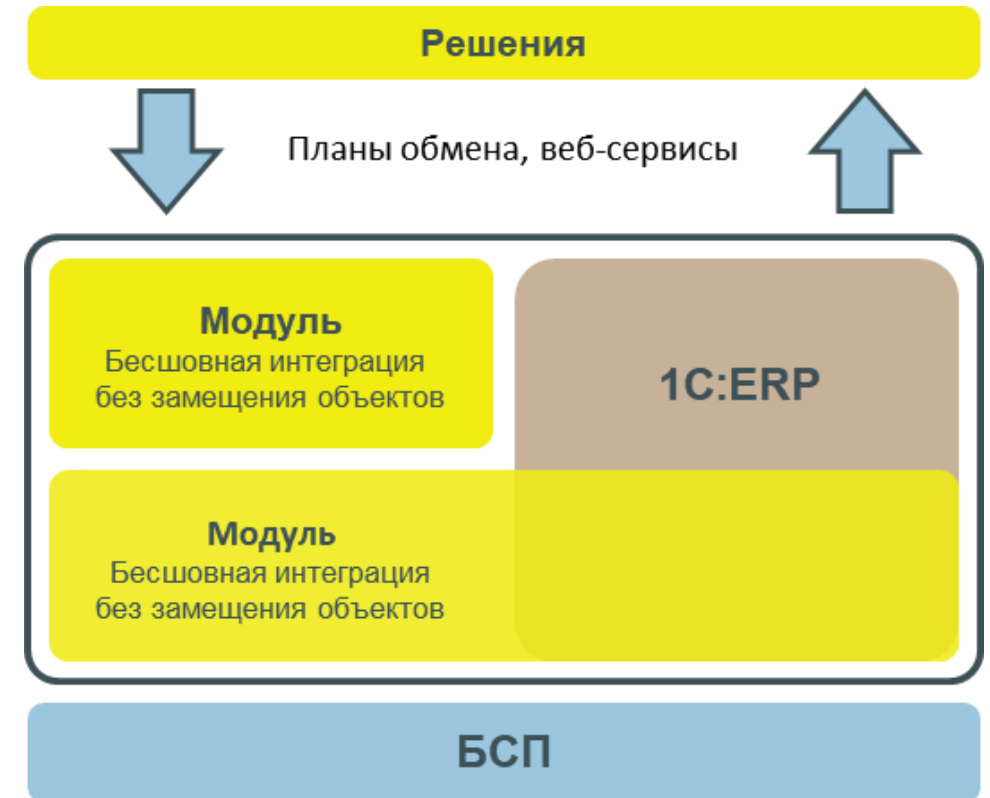 Решения
Планы обмена, веб-сервисы
Модуль
Бесшовная интеграция
без замещения объектов
1С:ERP
Модуль
Бесшовная интеграция
без замещения объектов
БСП